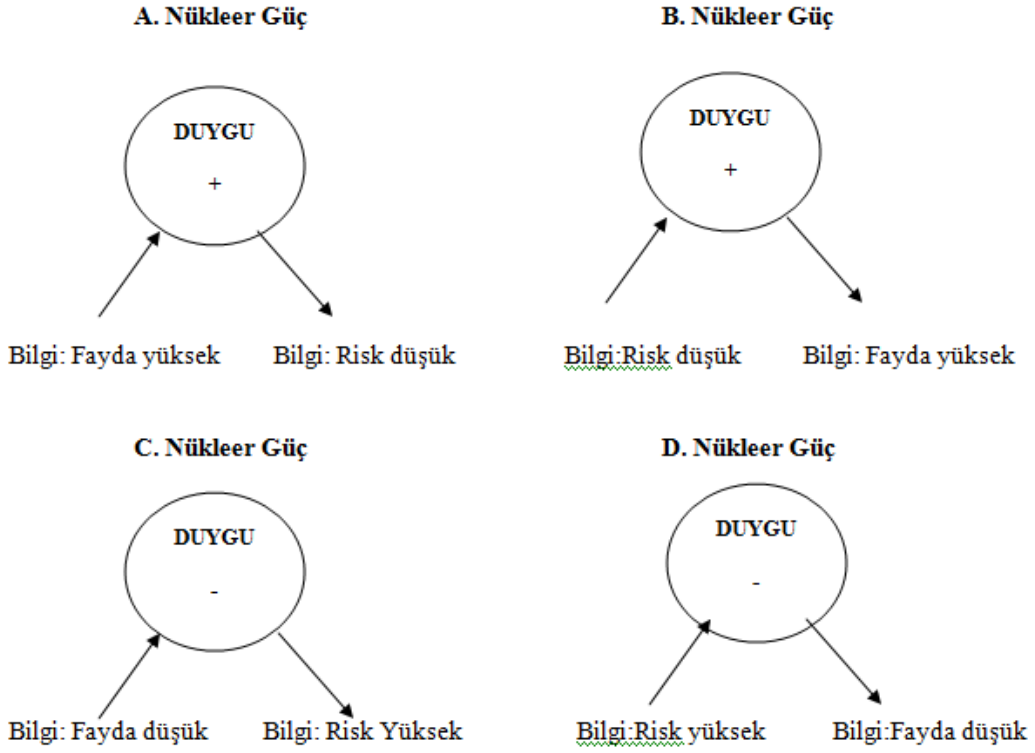 A. Nükleer Güç
DUYGU
+
Bilgi: Fayda yüksek
Bilgi: Risk düşük
B. Nükleer Güç
DUYGU
+
Bilgi:Risk düşük
Bilgi: Fayda yüksek
C. Nükleer Güç
DUYGU
-
Bilgi: Fayda düşük
Bilgi: Risk Yüksek
D. Nükleer Güç
DUYGU
-
Bilgi:Risk yüksek
Bilgi:Fayda düşük